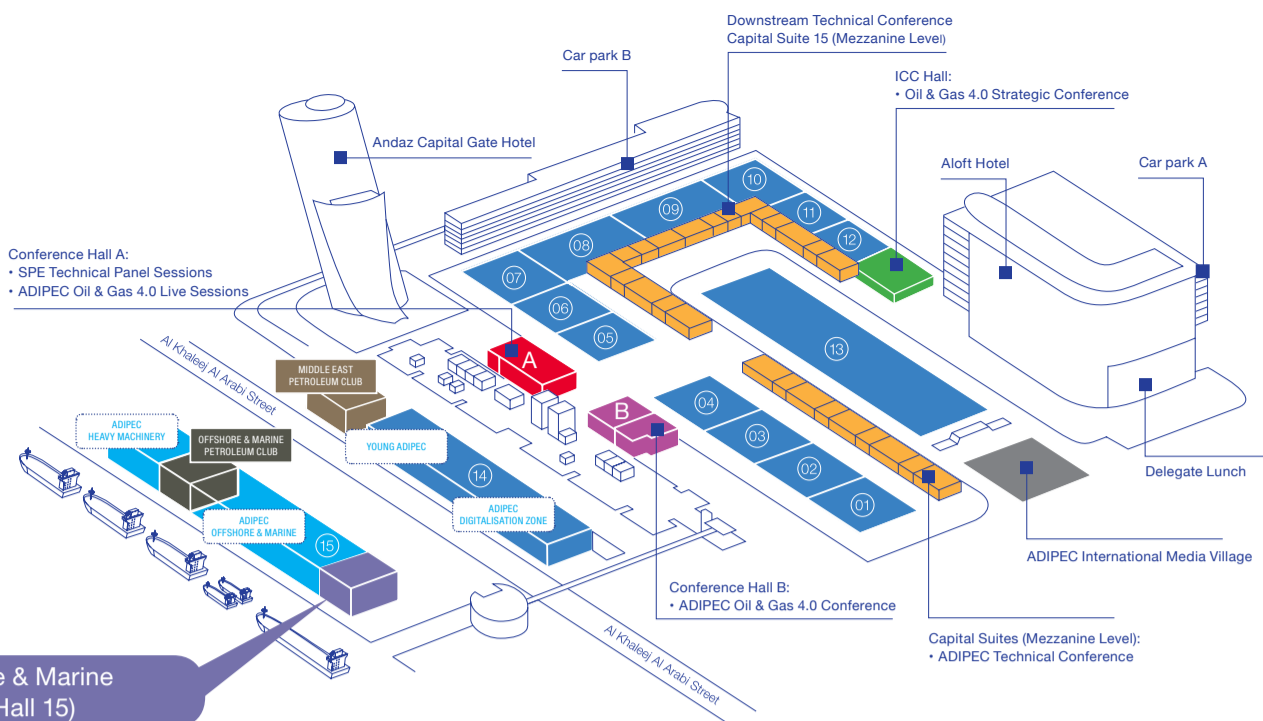 Downstream Technical Conference
Capital Suite 15 (Mezzanine Level)
Car park B
ICC Hall:
• Oil & Gas 4.0 Strategic Conference
Andaz Capital Gate Hotel
Aloft Hotel
Car park A
10
09
11
08
12
07
06
05
13
Conference Hall A:
• SPE Technical Panel Sessions
• ADIPEC Oil & Gas 4.0 Live Sessions
A
Al Khaleej Al Arabi Street
MIDDLE EAST
PETROLEUM CLUB
B
04
03
02
01
ADIPEC
HEAVY MACHINERY
OFFSHORE & MARINE
PETROLEUM CLUB
YOUNG ADIPEC
14
ADIPEC
DIGITALISATION ZONE
ADIPEC
OFFSHORE & MARINE
15
Delegate Lunch
ADIPEC International Media Village
Conference Hall B:
• ADIPEC Oil & Gas 4.0 Conference
Al Khaleej Al Arabi Street
Capital Suites (Mezzanine Level):
• ADIPEC Technical Conference
& Marine
Hall 15)